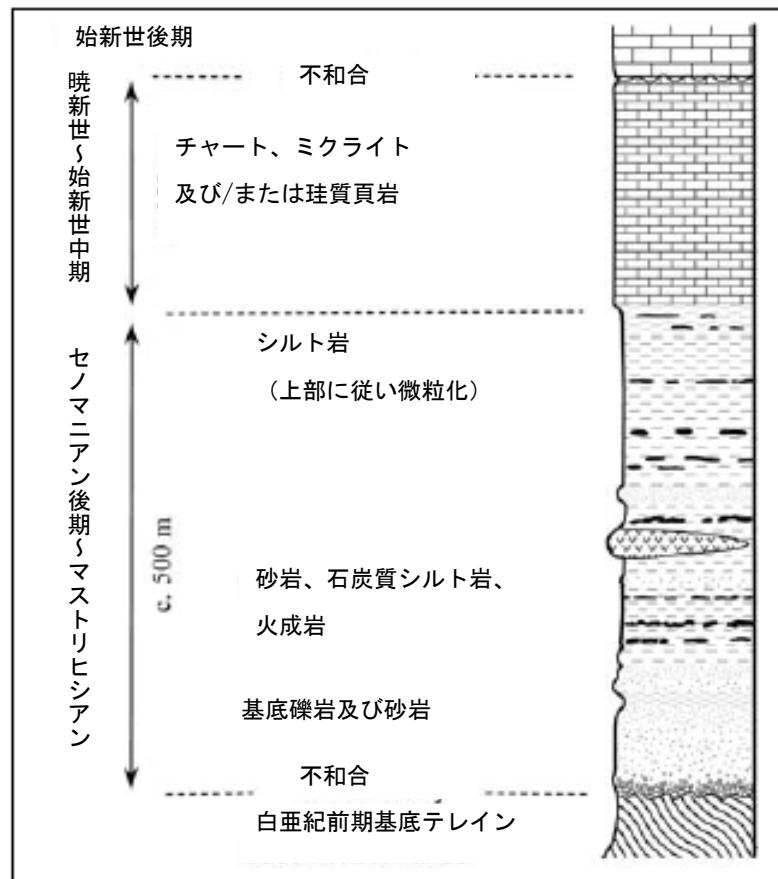 始新世後期
不和合
暁新世～始新世中期
チャート、ミクライト
及び/または珪質頁岩
セノマニアン後期～マストリヒシアン
c. 500 m
シルト岩
（上部に従い微粒化）
砂岩、石炭質シルト岩、
火成岩
基底礫岩及び砂岩
不和合
白亜紀前期基底テレイン